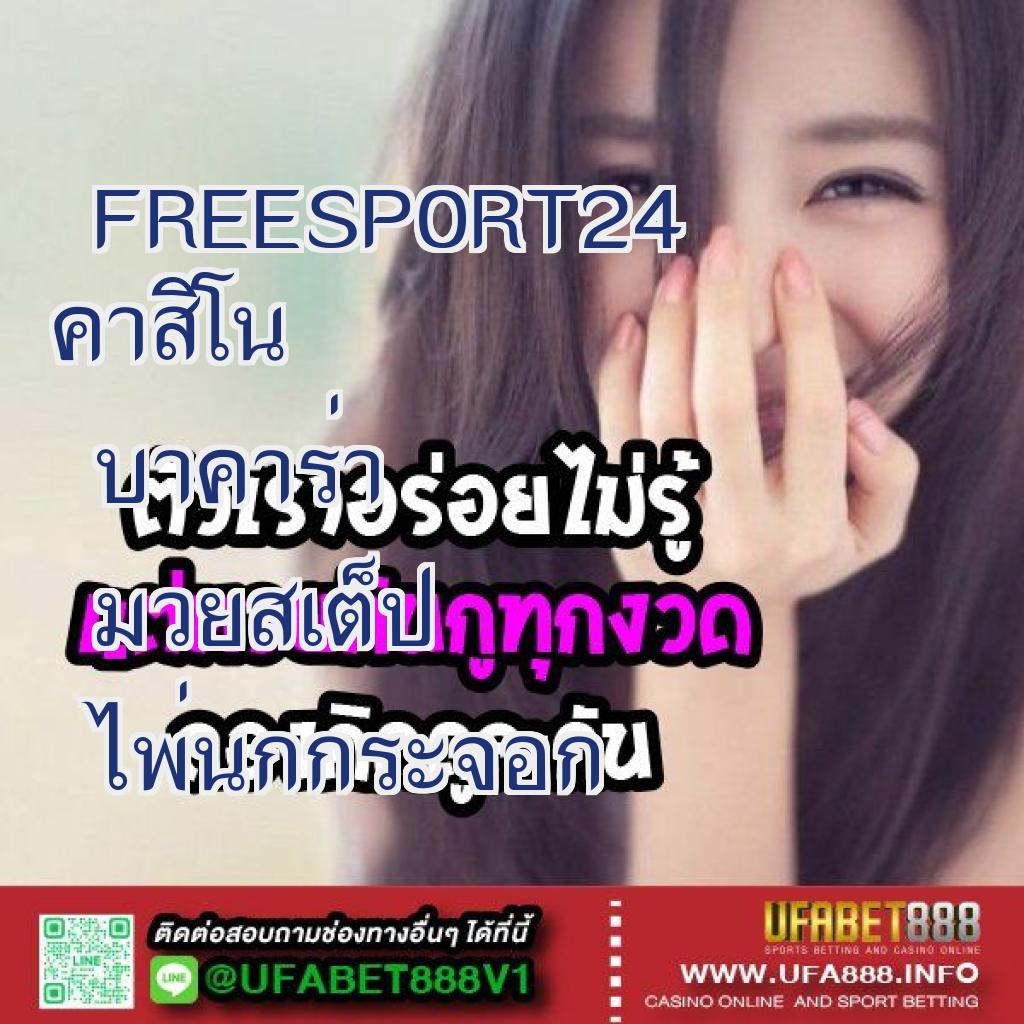 FREESPORT24
คาสิโน
บาคาร่า
อร่อยไม่รู้
มวยสเต็ป
กูทุกงวด
ไพ่นกกระจอก
ติดต่อสอบถามช่องทางอื่นๆ ได้ที่นี้
LINE
LINE @UFABET888V1
UFABET888
SPORTS BETTING AND CASINO ONLINE
WWW.UFA888.INFO
CASINO ONLINE AND SPORT BETTING